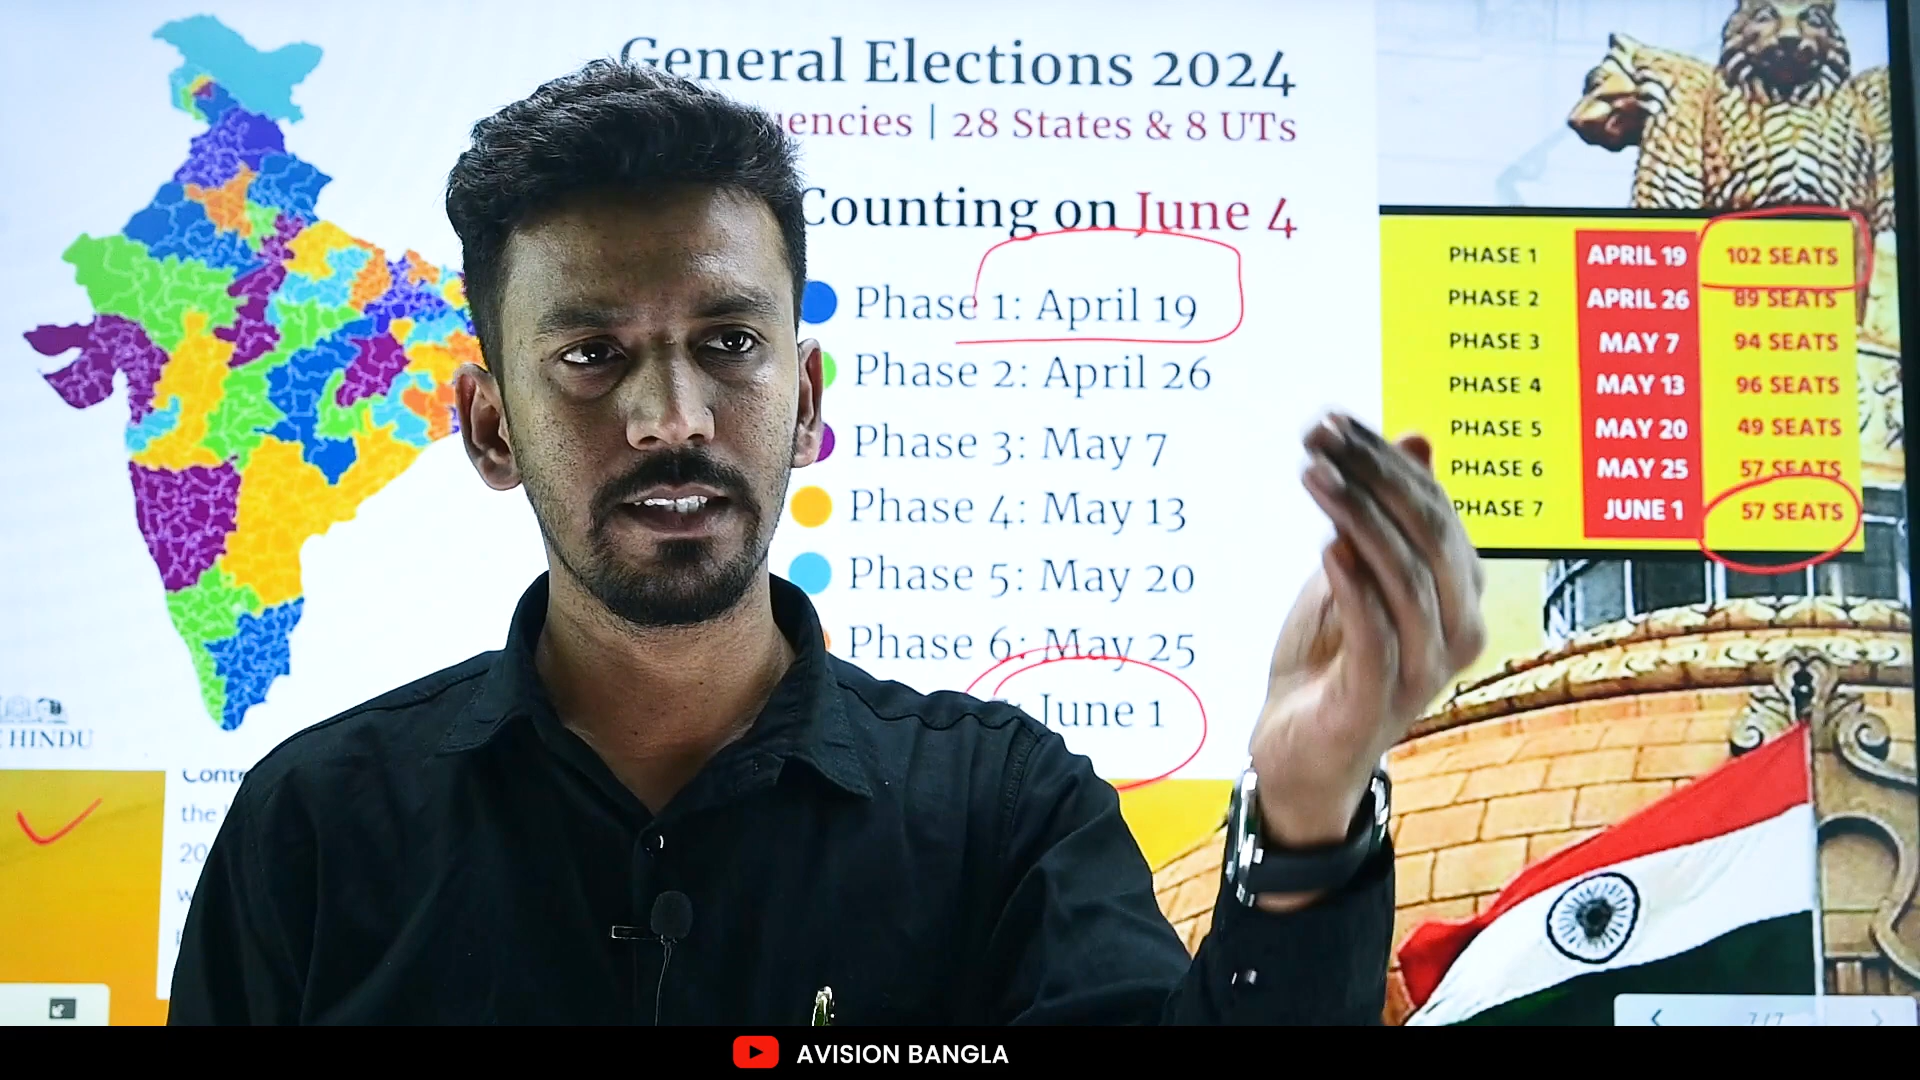 General Elections 2024
encies | 28 States & 8 UTs
Counting on June 4
Phase 1: April 19
Phase 2: April 26
Phase 3: May 7
Phase 4: May 13
Phase 5: May 20
Phase 6: May 25
June 1
PHASE 1 APRIL 19 102 SEATS
PHASE 2 APRIL 26 89 SEATS
PHASE 3 MAY 7 94 SEATS
PHASE 4 MAY 13 96 SEATS
PHASE 5 MAY 20 49 SEATS
PHASE 6 MAY 25 57 SEATS
PHASE 7 JUNE 1 57 SEATS
HINDU
the
20
7/7
AVISION BANGLA